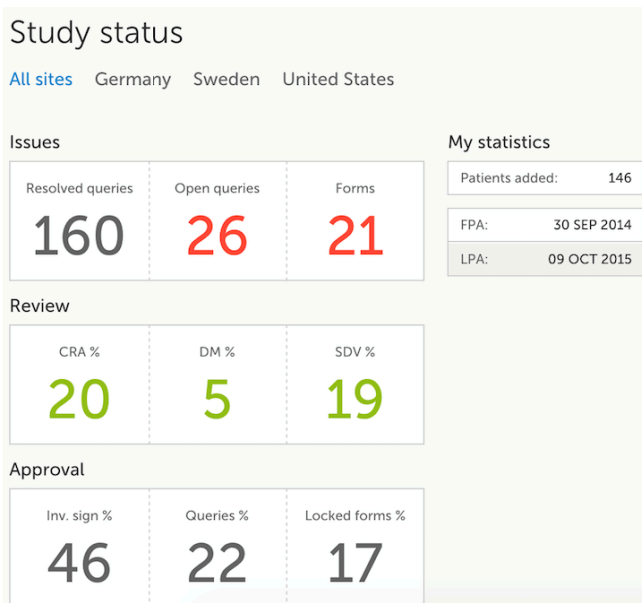 Study status
All sites Germany Sweden United States
Issues
Resolved queries Open queries Forms
160 26 21
My statistics
Patients added: 146
FPA: 30 SEP 2014
LPA: 09 OCT 2015
Review
CRA % DM % SDV %
20 5 19
Approval
Inv. sign % Queries % Locked forms %
46 22 17